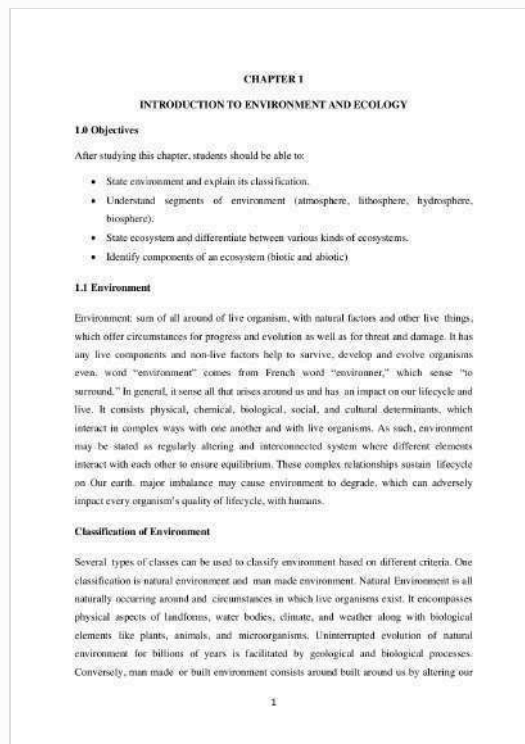 CHAPTER 1
INTRODUCTION TO ENVIRONMENT AND ECOLOGY
1.0 Objectives
After studying this chapter, students should be able to:
• State environment and explain its classification.
• Understand segments of environment (atmosphere, lithosphere, hydrosphere,
biosphere).
• State ecosystem and differentiate between various kinds of ecosystems.
• Identify components of an ecosystem (biotic and abiotic)
1.1 Environment
Environment: sum of all around of live organism, with natural factors and other live things,
which offer circumstances for progress and evolution as well as for threat and damage. It has
any live components and non-live factors help to survive, develop and evolve organisms
even. word “environment” comes from French word “environner,” which sense “to
surround.” In general, it sense all that arises around us and has an impact on our lifecycle and
live. It consists physical, chemical, biological, social, and cultural determinants, which
interact in complex ways with one another and with live organisms. As such, environment
may be stated as regularly altering and interconnected system where different elements
interact with each other to ensure equilibrium. These complex relationships sustain lifecycle
on Our earth. major imbalance may cause environment to degrade, which can adversely
impact every organism’s quality of lifecycle, with humans.
Classification of Environment
Several types of classes can be used to classify environment based on different criteria. One
classification is natural environment and man made environment. Natural Environment is all
naturally occurring around and circumstances in which live organisms exist. It encompasses
physical aspects of landforms, water bodies, climate, and weather along with biological
elements like plants, animals, and microorganisms. Uninterrupted evolution of natural
environment for billions of years is facilitated by geological and biological processes.
Conversely, man made or built environment consists around built around us by altering our
1